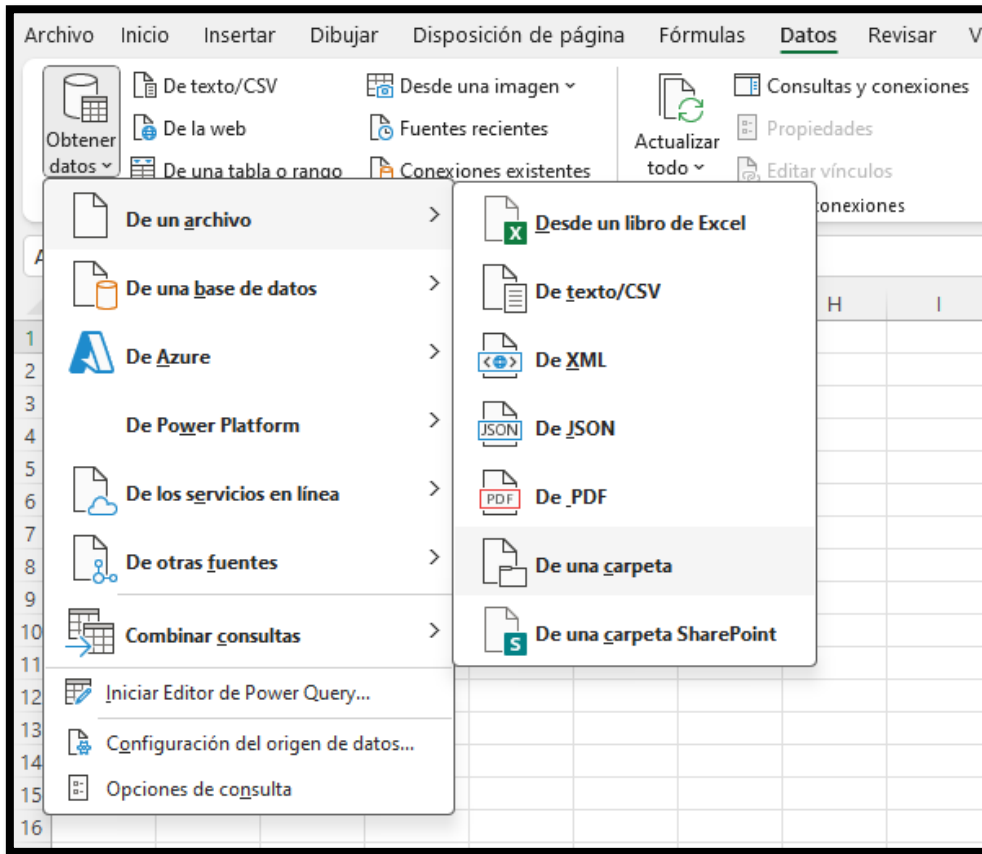 Archivo Inicio Insertar Dibujar Disposición de página Fórmulas Datos Revisar V
De texto/CSV
De la web
De una tabla o rango
Obtener
datos
Desde una imagen
Fuentes recientes
Conexiones existentes
Actualizar
todo
Consultas y conexiones
Propiedades
Editar vínculos
onexiones
De un archivo
De una base de datos
De Azure
De Power Platform
De los servicios en línea
De otras fuentes
Combinar consultas
Iniciar Editor de Power Query...
Configuración del origen de datos...
Opciones de consulta
Desde un libro de Excel
De texto/CSV
De XML
JSON De JSON
PDF De PDF
De una carpeta
De una carpeta SharePoint
A
H I
1
2
3
4
5
6
7
8
9
10
11
12
13
14
15
16